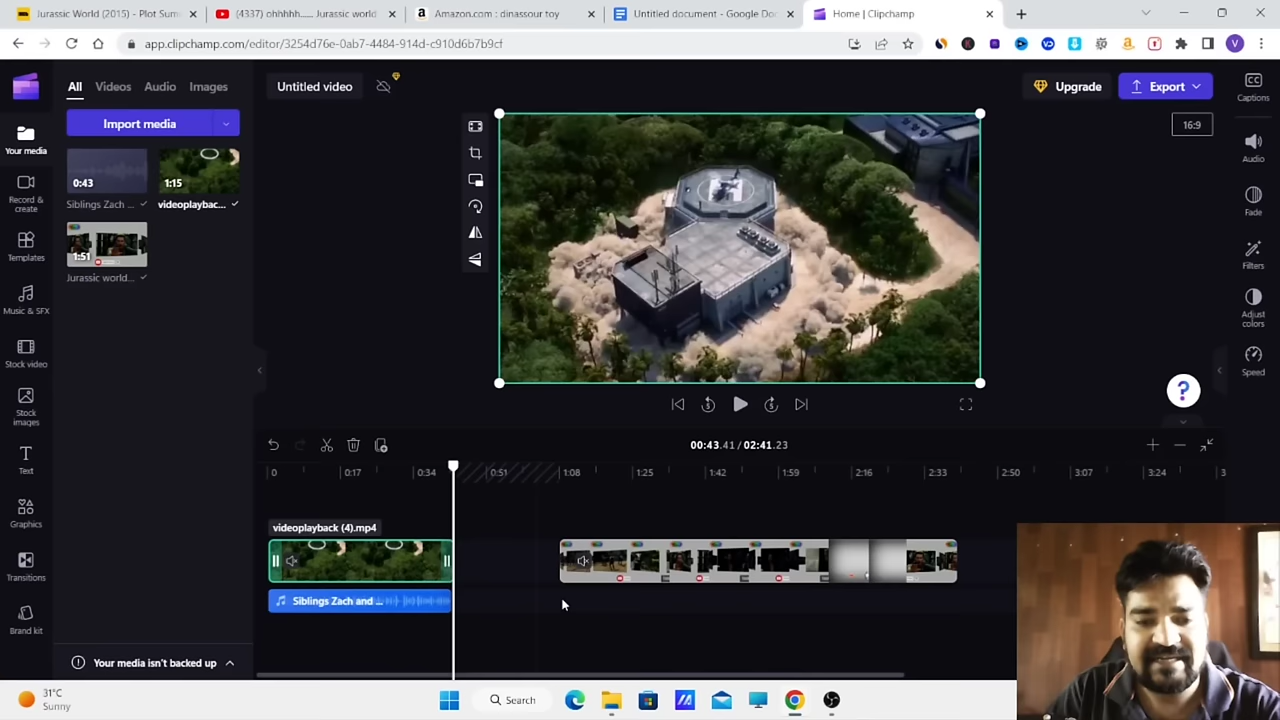 Jurassic World (2015) - Plot Sum
(4337) ohhhhh...... Jurassic world
Amazon.com : dinassour toy
Untitled document - Google Doc
Home | Clipchamp
app.clipchamp.com/editor/3254d76e-0ab7-4484-914d-c910d6b7b9cf
V
All
Videos
Audio
Images
Untitled video
Upgrade
Export
Captions
Import media
16:9
Your media
0:43
1:15
Siblings Zach ...
videoplaybac...
Audio
Record & create
Fade
Templates
1:51
Jurassic world...
Filters
Music & SFX
Adjust colors
Stock video
Speed
?
5
5
Stock images
00:43.41 / 02:41.23
Text
0
0:17
0:34
0:51
1:08
1:25
1:42
1:59
2:16
2:33
2:50
3:07
3:24
3
Graphics
videoplayback (4).mp4
Transitions
Siblings Zach and ...
Brand kit
Your media isn't backed up
31°C
Sunny
Search